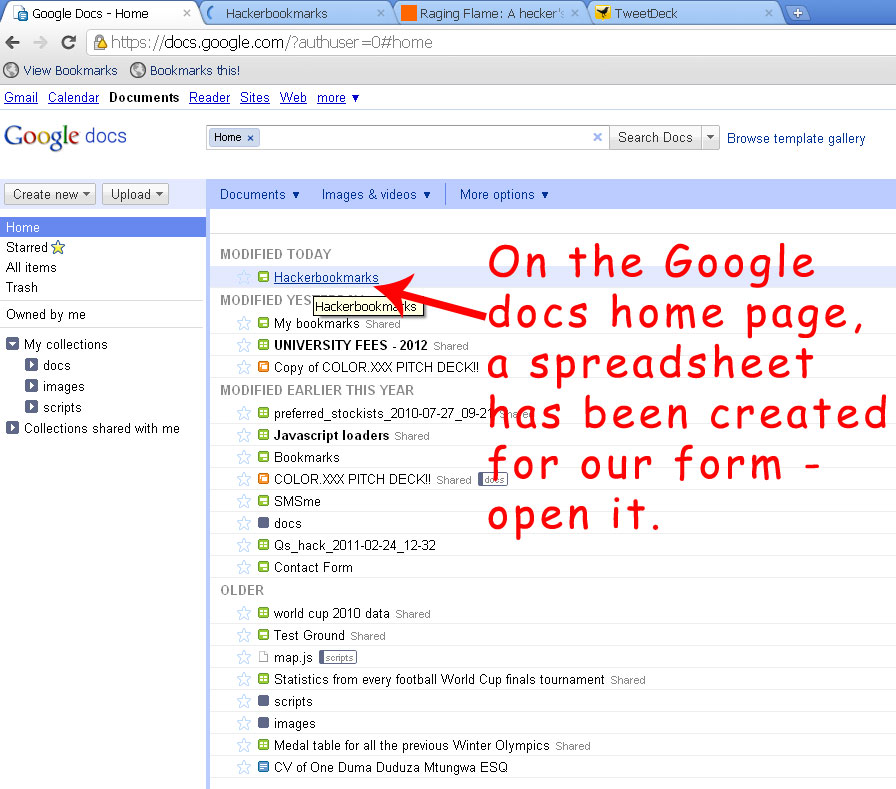 Google Docs - Home
Hackerbookmarks
Raging Flame: A hecker's
TweetDeck
https://docs.google.com/?authuser=0#home
View Bookmarks Bookmarks this!
Gmail Calendar Documents Reader Sites Web more ▼
Google docs
Home × Search Docs Browse template gallery
Create new Upload
Documents ▼ Images & videos ▼ More options ▼
Home
Starred
All items
Trash
Owned by me
My collections
docs
images
scripts
Collections shared with me
MODIFIED TODAY
Hackerbookmarks
MODIFIED YES
Hackerbookmarks
My bookmarks Shared
UNIVERSITY FEES - 2012 Shared
Copy of COLOR.XXX PITCH DECK!!
MODIFIED EARLIER THIS YEAR
preferred_stockists_2010-07-27_09-21 Shared
Javascript loaders Shared
Bookmarks
COLOR.XXX PITCH DECK!! Shared docs
SMSme
docs
Qs_hack_2011-02-24_12-32
Contact Form
OLDER
world cup 2010 data Shared
Test Ground Shared
map.js scripts
Statistics from every football World Cup finals tournament Shared
scripts
images
Medal table for all the previous Winter Olympics Shared
CV of One Duma Duduza Mtungwa ESQ
On the Google
docs home page,
a spreadsheet
has been created
for our form -
open it.